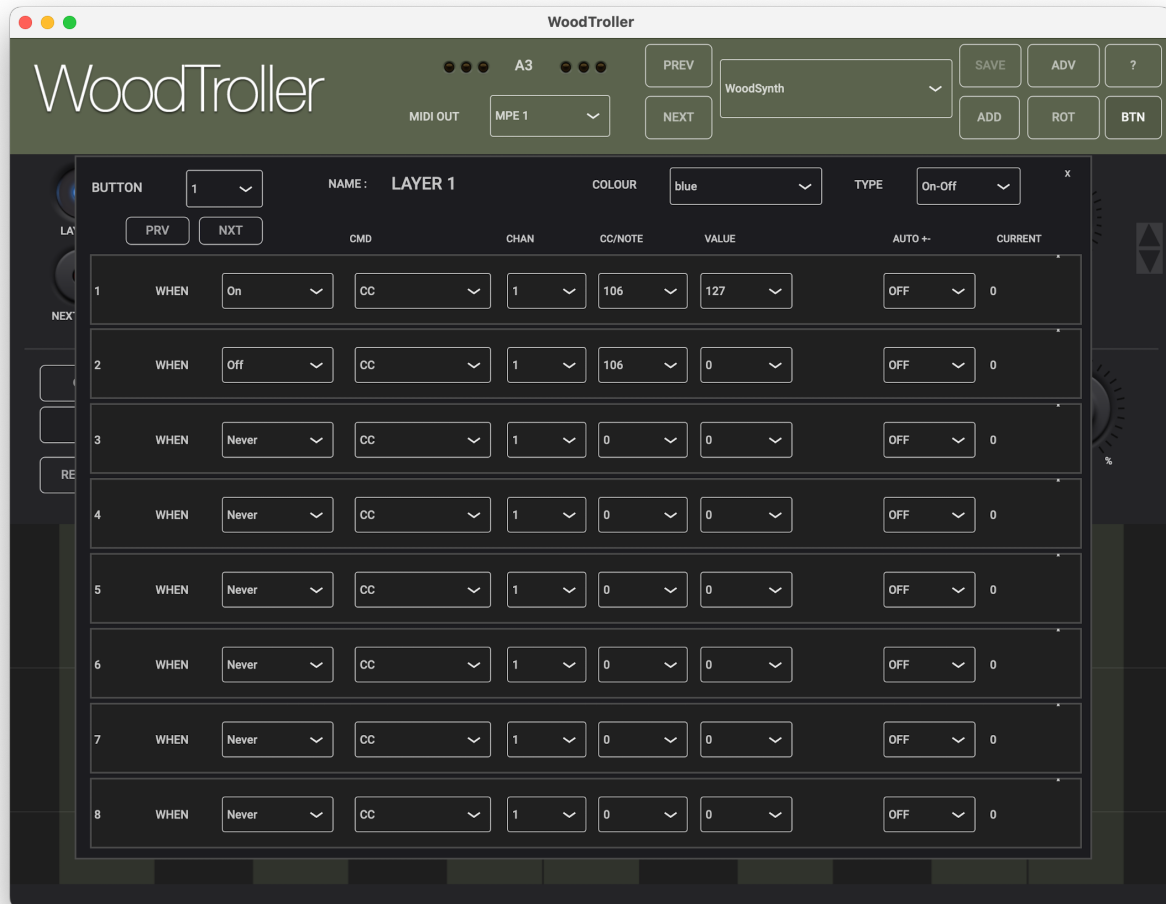 WoodTroller
WoodTroller
A3
PREV
SAVE
ADV
?
WoodSynth
MIDI OUT
MPE 1
NEXT
ADD
ROT
BTN
BUTTON
1
NAME :
LAYER 1
COLOUR
blue
TYPE
On-Off
x
PRV
NXT
CMD
CHAN
CC/NOTE
VALUE
AUTO +-
CURRENT
1 WHEN On CC 1 106 127 OFF 0
2 WHEN Off CC 1 106 0 OFF 0
3 WHEN Never CC 1 0 0 OFF 0
4 WHEN Never CC 1 0 0 OFF 0
5 WHEN Never CC 1 0 0 OFF 0
6 WHEN Never CC 1 0 0 OFF 0
7 WHEN Never CC 1 0 0 OFF 0
8 WHEN Never CC 1 0 0 OFF 0
%